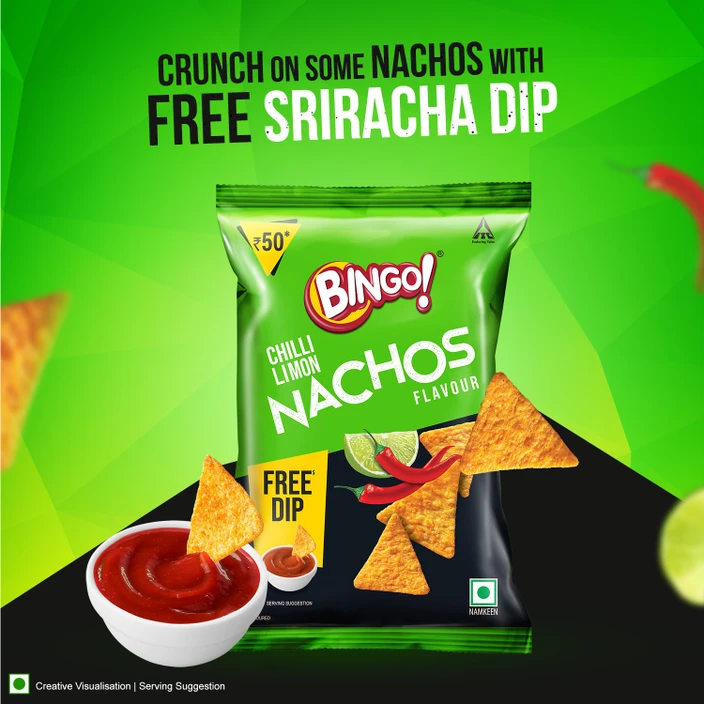 CRUNCH ON SOME NACHOS WITH
FREE SRIRACHA DIP
₹50*
BINGO!®
CHILLI
LIMON
NACHOS
FLAVOUR
FREE$
DIP
SERVING SUGGESTION
NAMKEEN
Creative Visualisation | Serving Suggestion